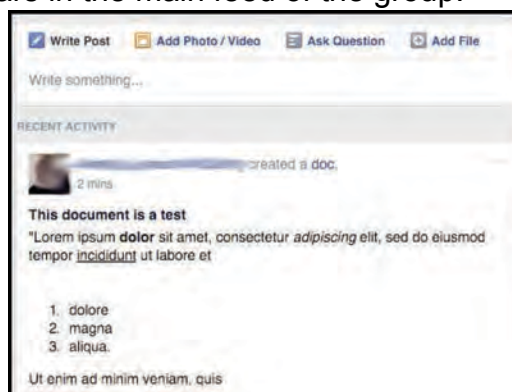 are in the main feed of the group.
Write Post Add Photo / Video Ask Question Add File
Write something...
RECENT ACTIVITY
created a doc.
2 mins
This document is a test
"Lorem ipsum dolor sit amet, consectetur adipiscing elit, sed do eiusmod
tempor incididunt ut labore et
1. dolore
2. magna
3. aliqua.
Ut enim ad minim veniam, quis